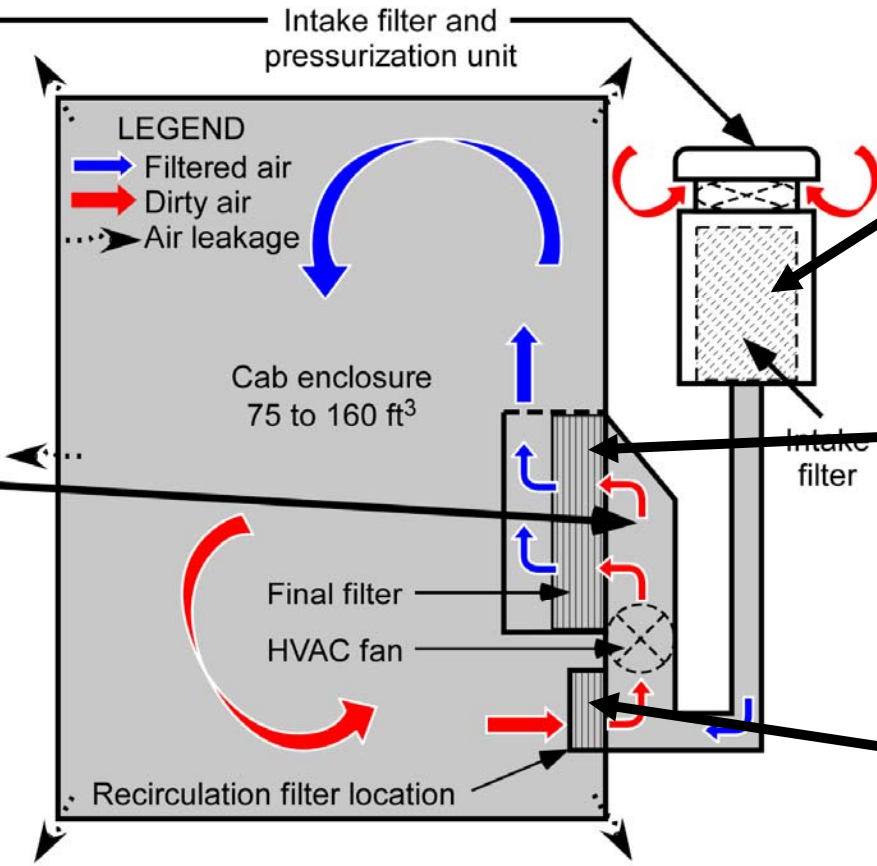 Intake filter and
pressurization unit
LEGEND
Filtered air
Dirty air
Air leakage
Cab enclosure
75 to 160 ft³
Intake
filter
Final filter
HVAC fan
Recirculation filter location